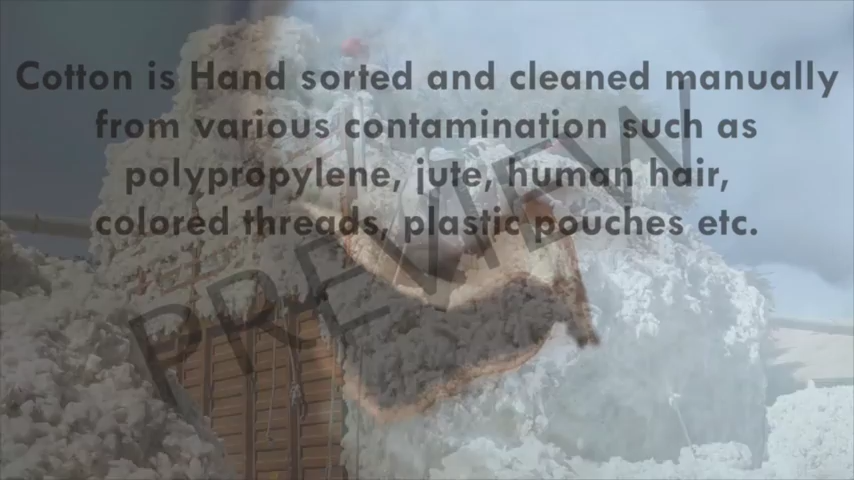 Cotton is Hand sorted and cleaned manually
from various contamination such as
polypropylene, jute, human hair,
colored threads, plastic pouches etc.
PREVIEW